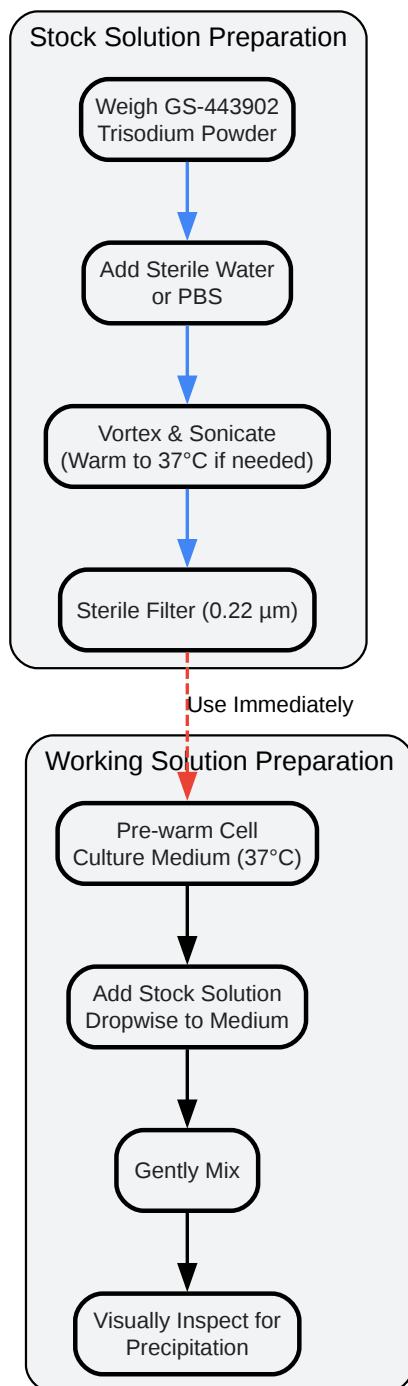 Stock Solution Preparation
Weigh GS-443902
Trisodium Powder
Add Sterile Water
or PBS
Vortex & Sonicate
(Warm to 37°C if needed)
Sterile Filter (0.22 µm)
Use Immediately
Working Solution Preparation
Pre-warm Cell
Culture Medium (37°C)
Add Stock Solution
Dropwise to Medium
Gently Mix
Visually Inspect for
Precipitation